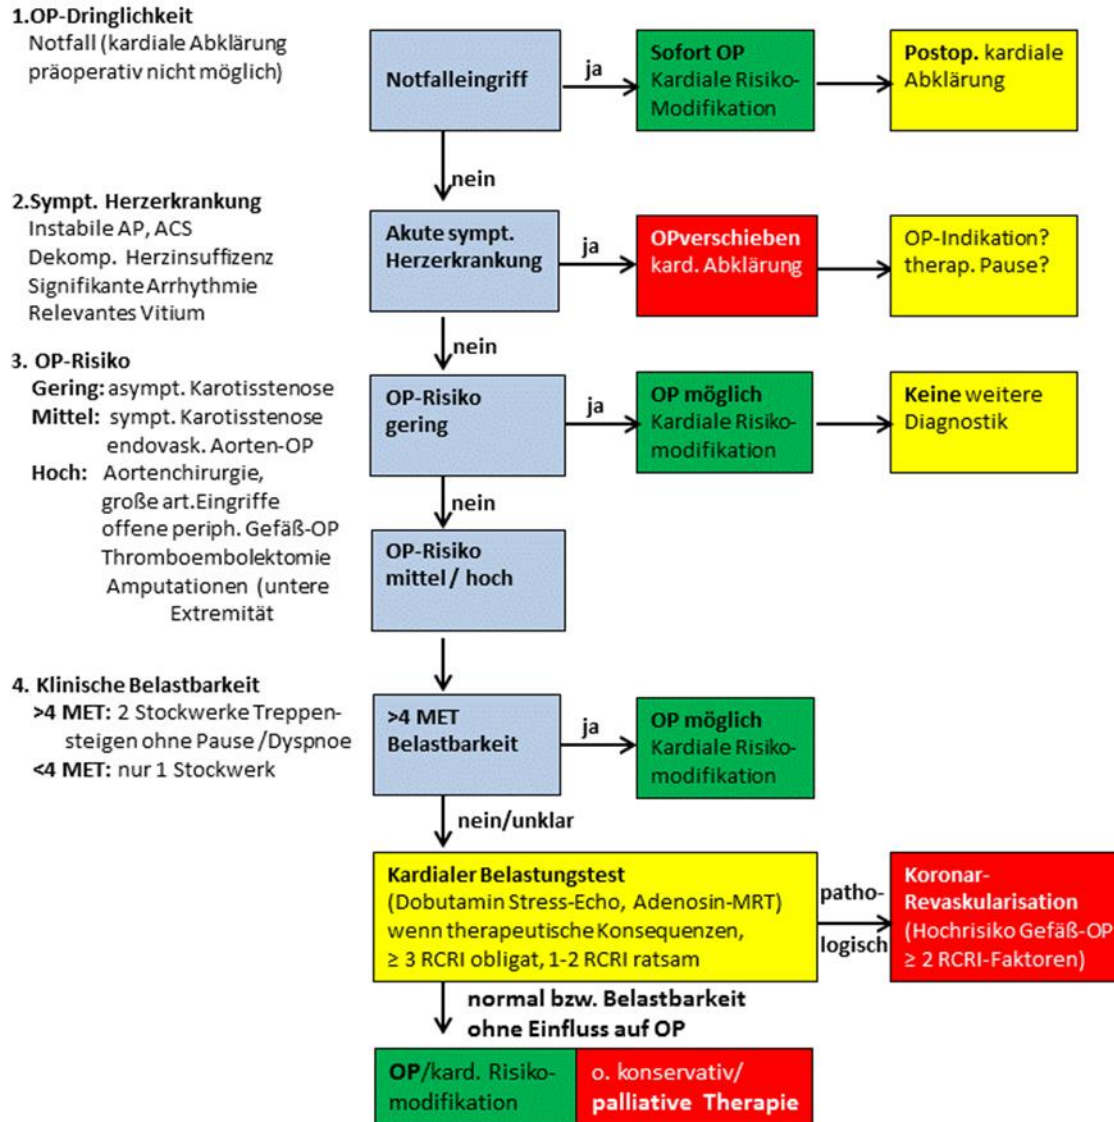 1.OP-Dringlichkeit
Notfall (kardiale Abklärung
präoperativ nicht möglich)
Notfalleingriff
ja
Sofort OP
Kardiale Risiko-
Modifikation
Postop. kardiale
Abklärung
nein
2.Sympt. Herzerkrankung
Instabile AP, ACS
Dekomp. Herzinsuffizenz
Signifikante Arrhythmie
Relevantes Vitium
Akute sympt.
Herzerkrankung
ja
OPverschieben
kard. Abklärung
OP-Indikation?
therap. Pause?
nein
3. OP-Risiko
Gering: asympt. Karotisstenose
Mittel: sympt. Karotisstenose
endovask. Aorten-OP
Hoch: Aortenchirurgie,
große art.Eingriffe
offene periph. Gefäß-OP
Thromboembolektomie
Amputationen (untere
Extremität
OP-Risiko
gering
ja
OP möglich
Kardiale Risiko-
modifikation
Keine weitere
Diagnostik
nein
OP-Risiko
mittel / hoch
4. Klinische Belastbarkeit
>4 MET: 2 Stockwerke Treppen-
steigen ohne Pause /Dyspnoe
<4 MET: nur 1 Stockwerk
>4 MET
Belastbarkeit
ja
OP möglich
Kardiale Risiko-
modifikation
nein/unklar
Kardialer Belastungstest
(Dobutamin Stress-Echo, Adenosin-MRT)
wenn therapeutische Konsequenzen,
≥ 3 RCRI obligat, 1-2 RCRI ratsam
patho-
logisch
Koronar-
Revaskularisation
(Hochrisiko Gefäß-OP
≥ 2 RCRI-Faktoren)
normal bzw. Belastbarkeit
ohne Einfluss auf OP
OP/kard. Risiko-
modifikation
o. konservativ/
palliative Therapie